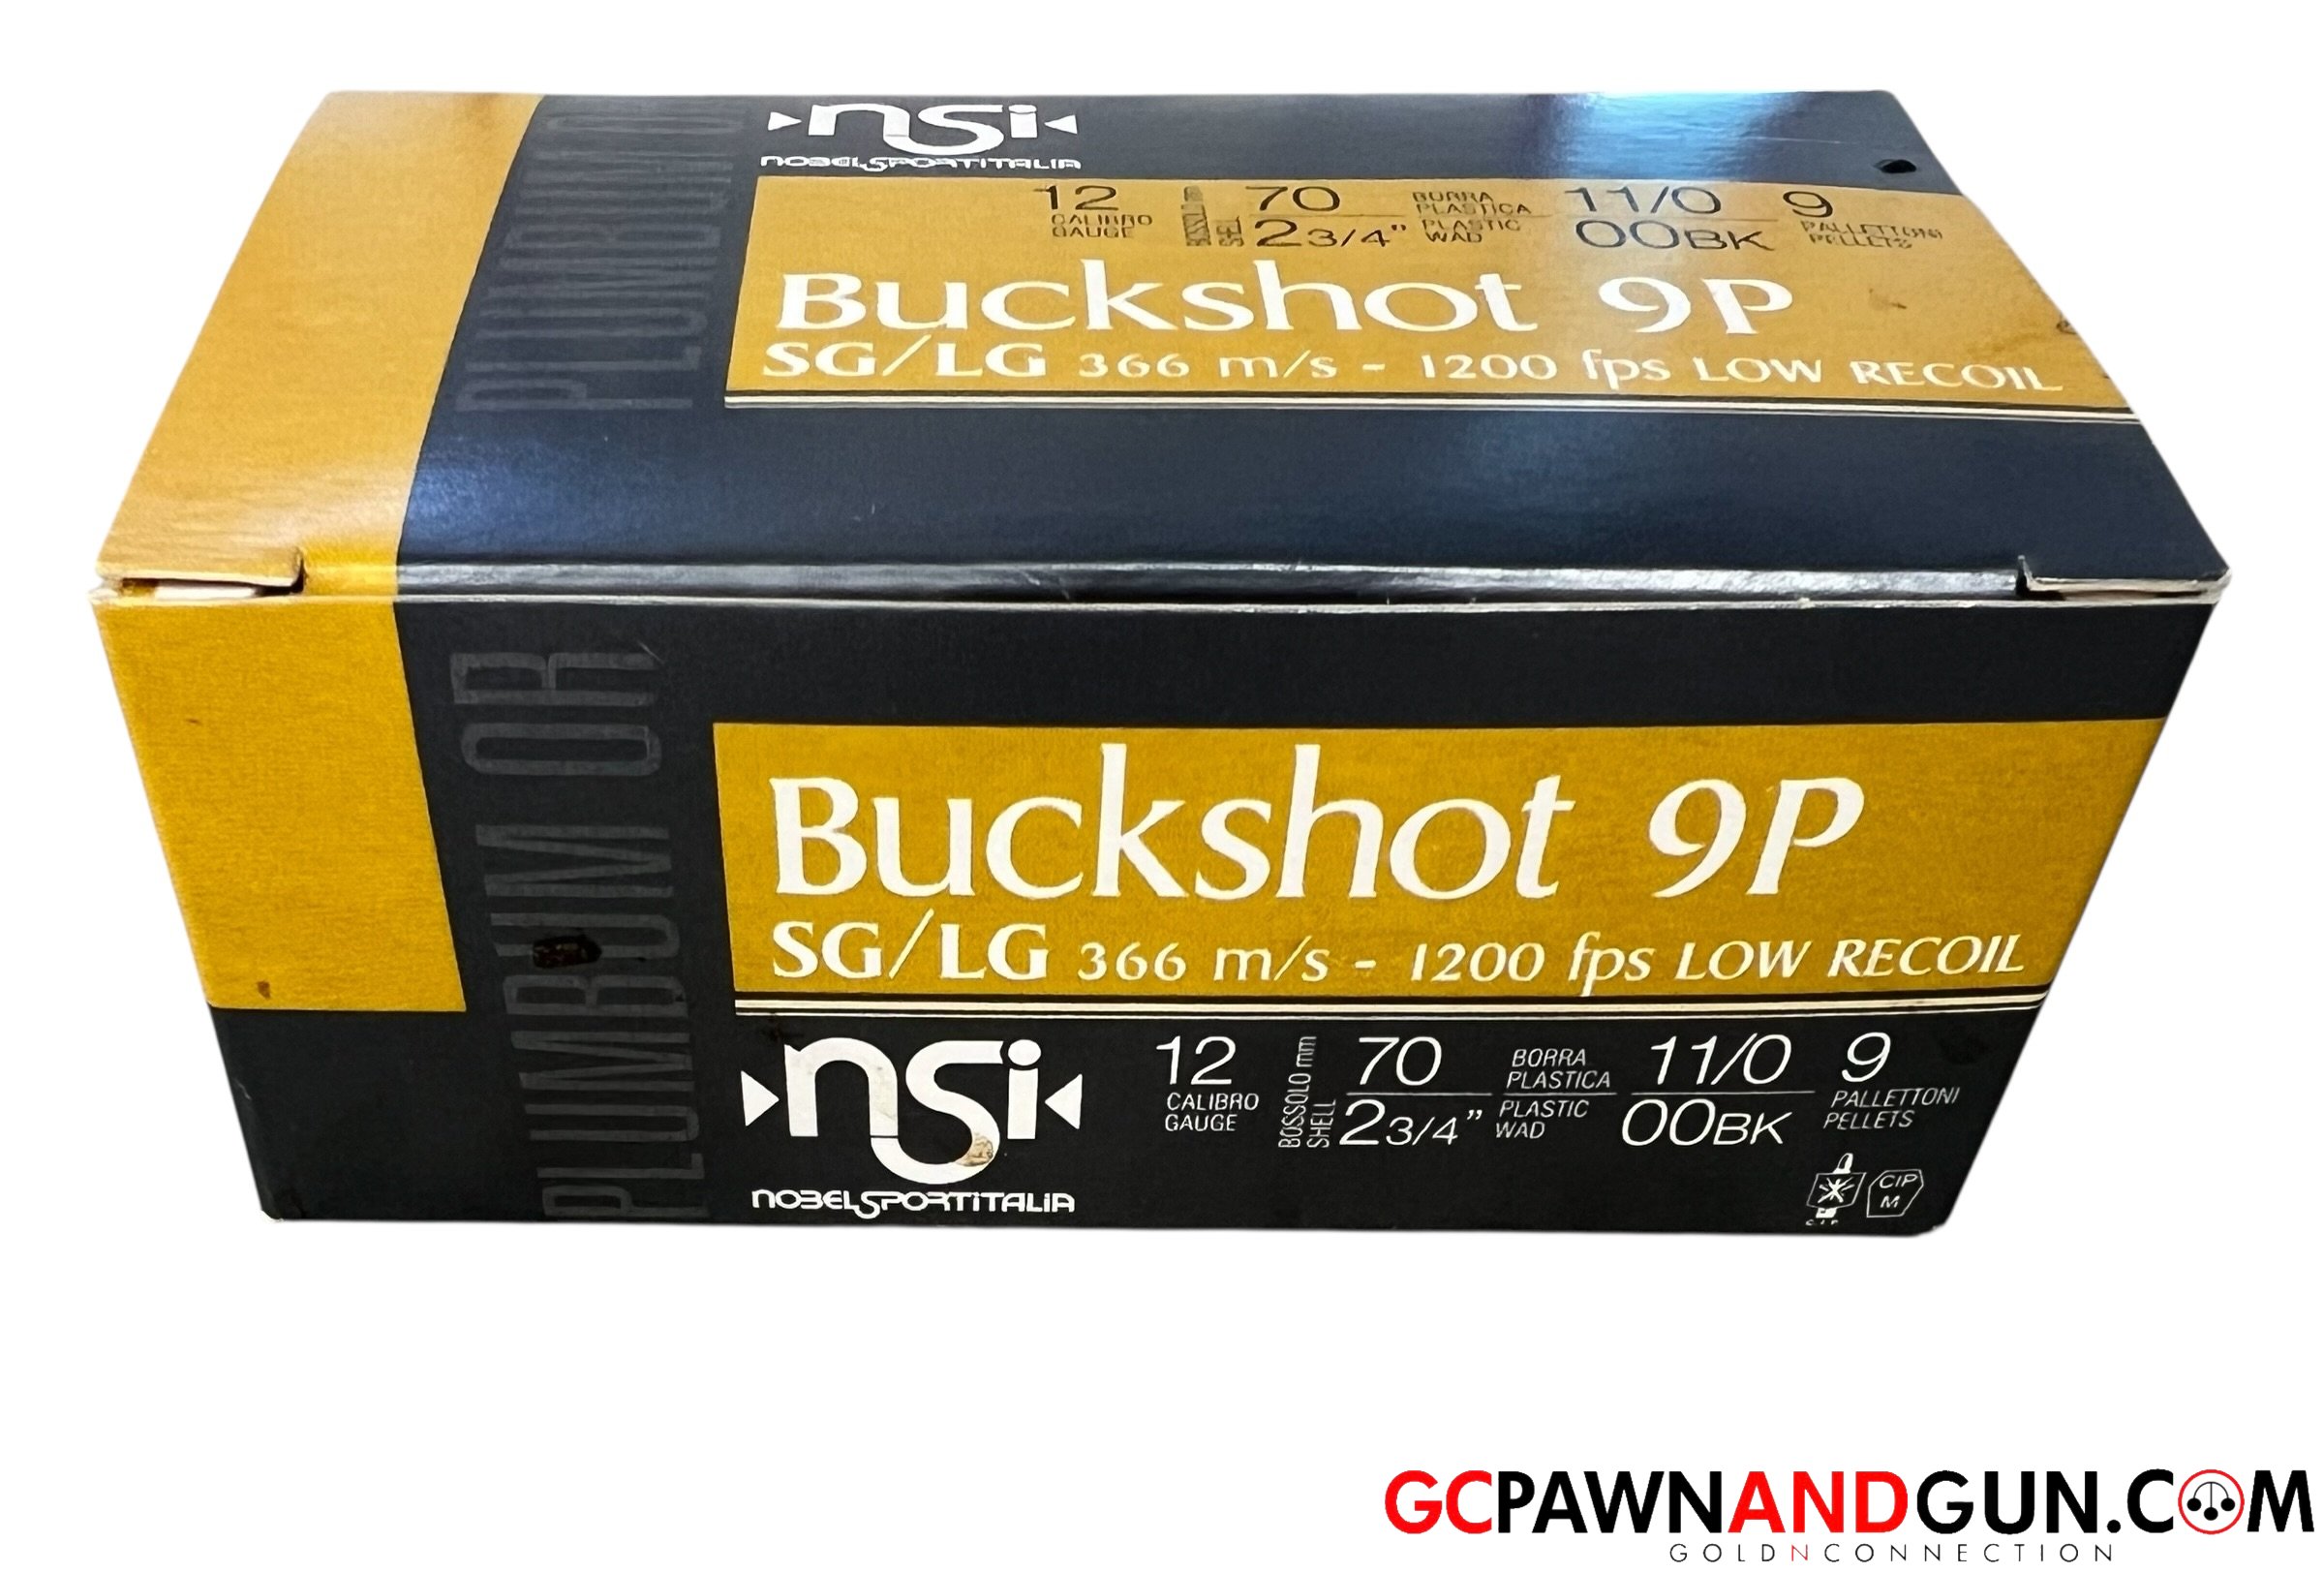 nsi
NOBELSPORTITALIA
12
CALIBRO
GAUGE
BOSSOLO mm
SHELL
70
2 3/4"
BORRA
PLASTICA
PLASTIC
WAD
11/0
00BK
9
PALLETTONI
PELLETS
Buckshot 9P
SG/LG 366 m/s - 1200 fps LOW RECOIL
PLUMBUM OR
Buckshot 9P
SG/LG 366 m/s - 1200 fps LOW RECOIL
PLUMBUM OR
nsi
NOBELSPORTITALIA
12
CALIBRO
GAUGE
BOSSOLO mm
SHELL
70
2 3/4"
BORRA
PLASTICA
PLASTIC
WAD
11/0
00BK
9
PALLETTONI
PELLETS
C.I.P.
CIP
M
GCPAWNANDGUN.COM
GOLDNCONNECTION